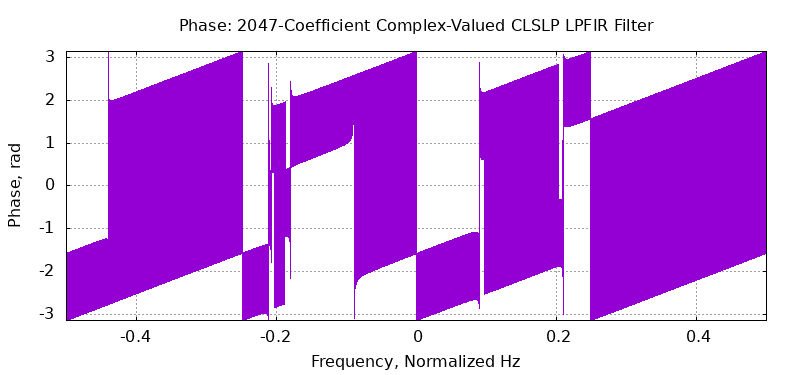 Phase: 2047-Coefficient Complex-Valued CLSLP LPFIR Filter
3
2
1
0
-1
-2
-3
Phase, rad
-0.4 -0.2 0 0.2 0.4
Frequency, Normalized Hz